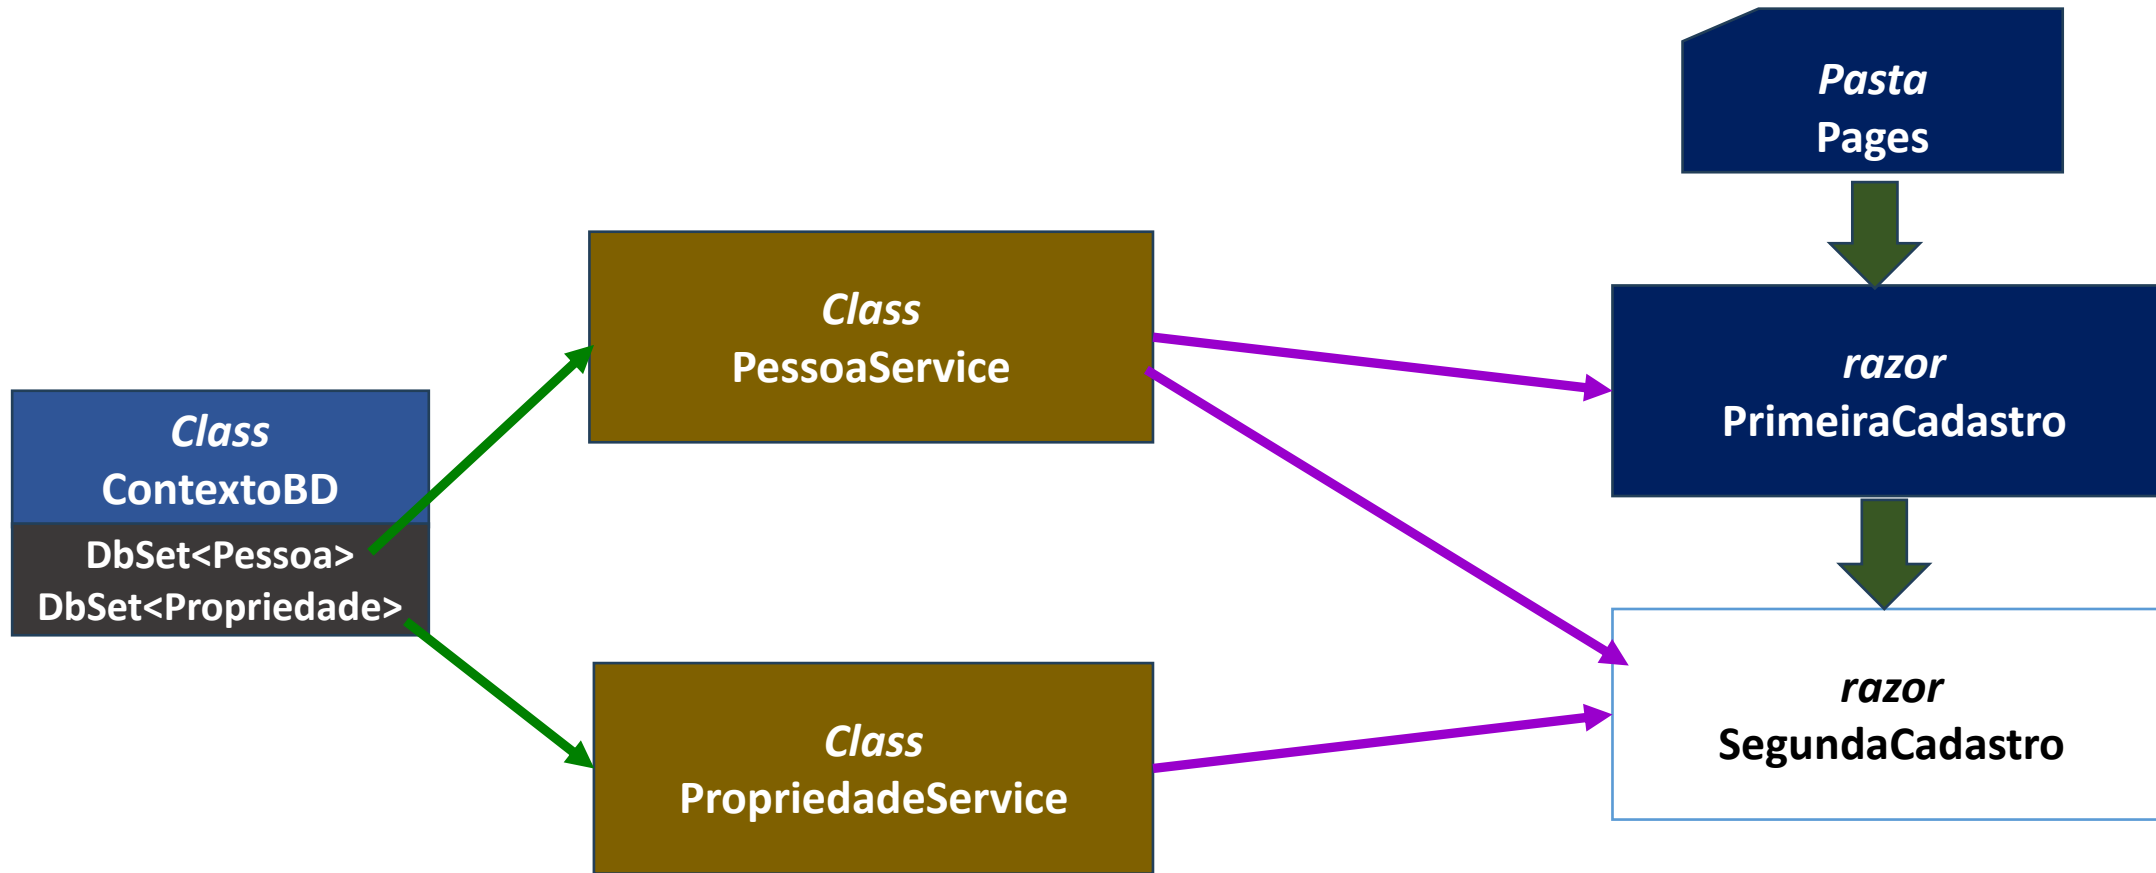 Pasta
Pages
Class
PessoaService
razor
PrimeiraCadastro
Class
ContextoBD
DbSet<Pessoa>
DbSet<Propriedade>
Class
PropriedadeService
razor
SegundaCadastro